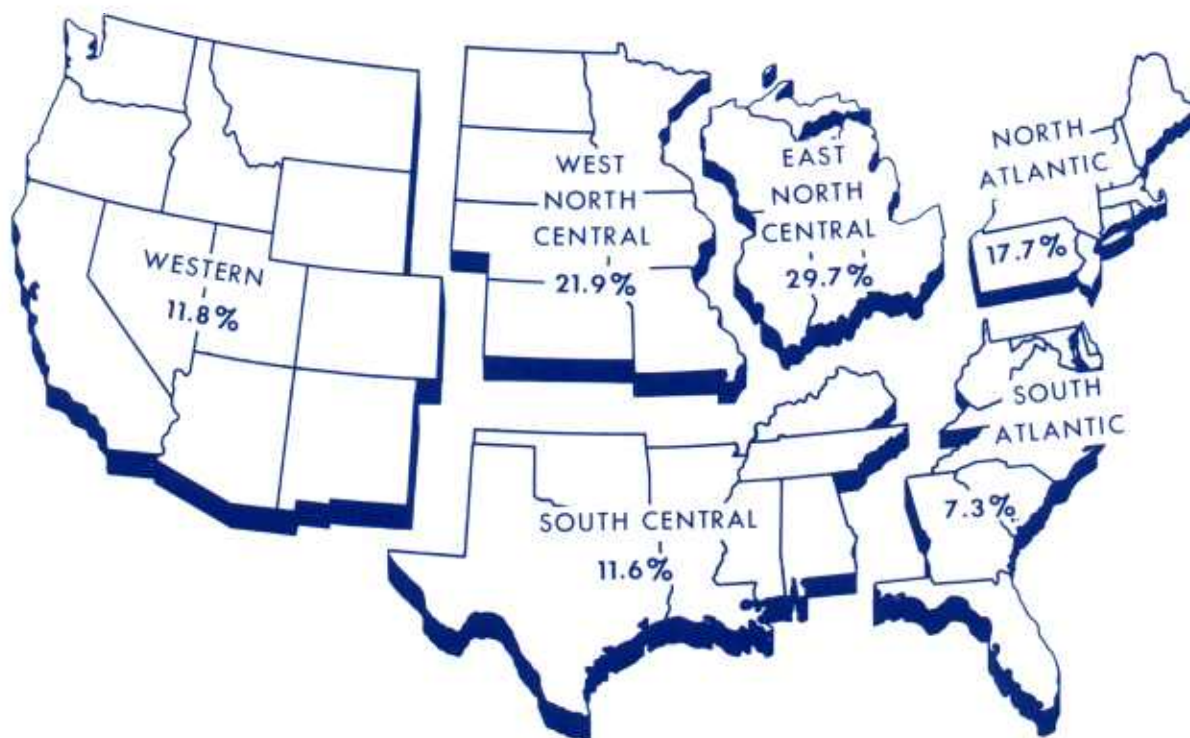 WESTERN
11.8%
WEST
NORTH
CENTRAL
21.9%
EAST
NORTH
CENTRAL
29.7%
NORTH
ATLANTIC
17.7%
SOUTH CENTRAL
11.6%
SOUTH
ATLANTIC
7.3%